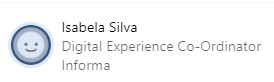 Isabela Silva
Digital Experience Co-Ordinator
Informa